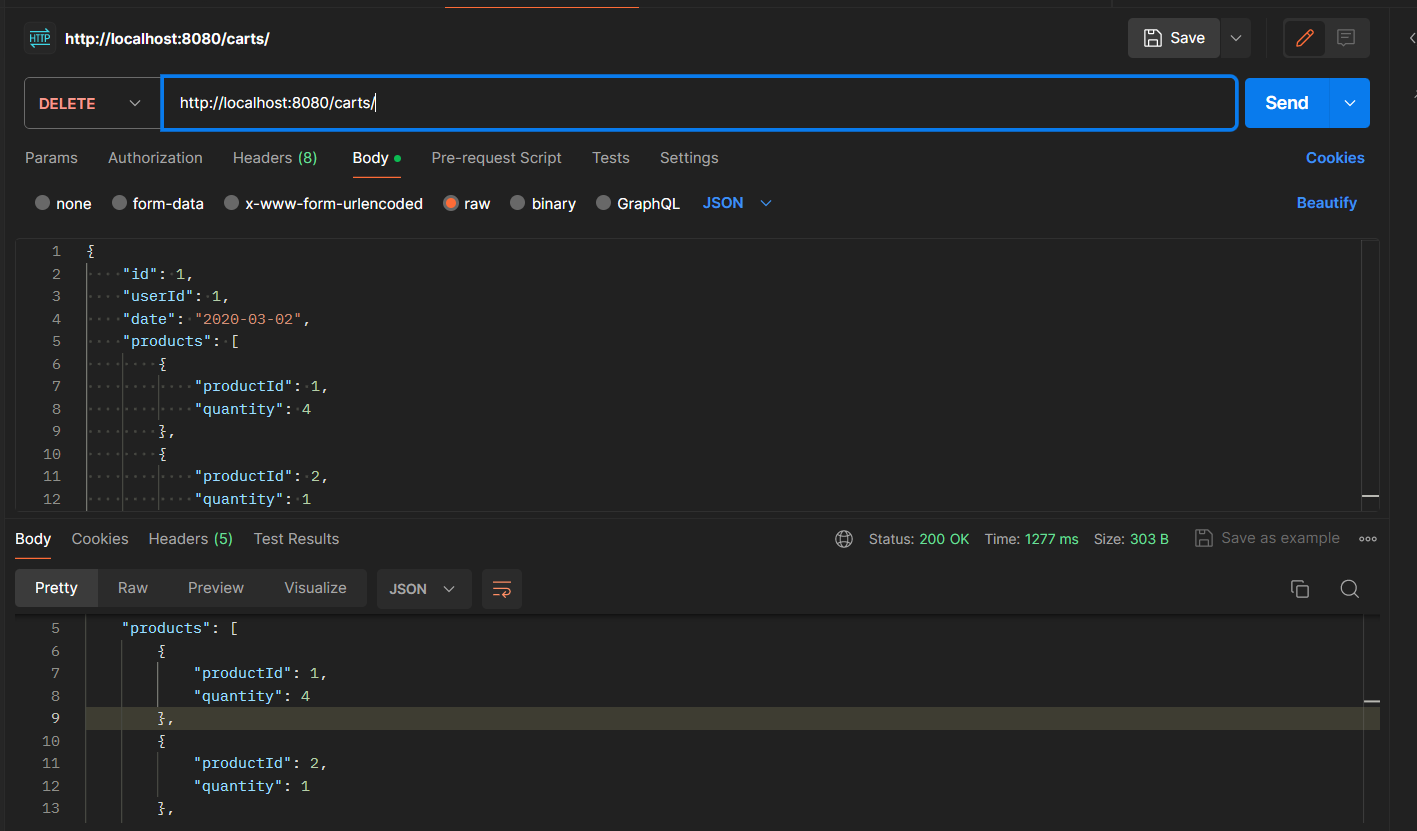 HTTP http://localhost:8080/carts/ Save
DELETE http://localhost:8080/carts/ Send
Params Authorization Headers (8) Body Pre-request Script Tests Settings Cookies
none form-data x-www-form-urlencoded raw binary GraphQL JSON Beautify
1 {
2 "id": 1,
3 "userId": 1,
4 "date": "2020-03-02",
5 "products": [
6 {
7 "productId": 1,
8 "quantity": 4
9 },
10 {
11 "productId": 2,
12 "quantity": 1
Body Cookies Headers (5) Test Results Status: 200 OK Time: 1277 ms Size: 303 B Save as example
Pretty Raw Preview Visualize JSON
5 "products": [
6 {
7 "productId": 1,
8 "quantity": 4
9 },
10 {
11 "productId": 2,
12 "quantity": 1
13 },